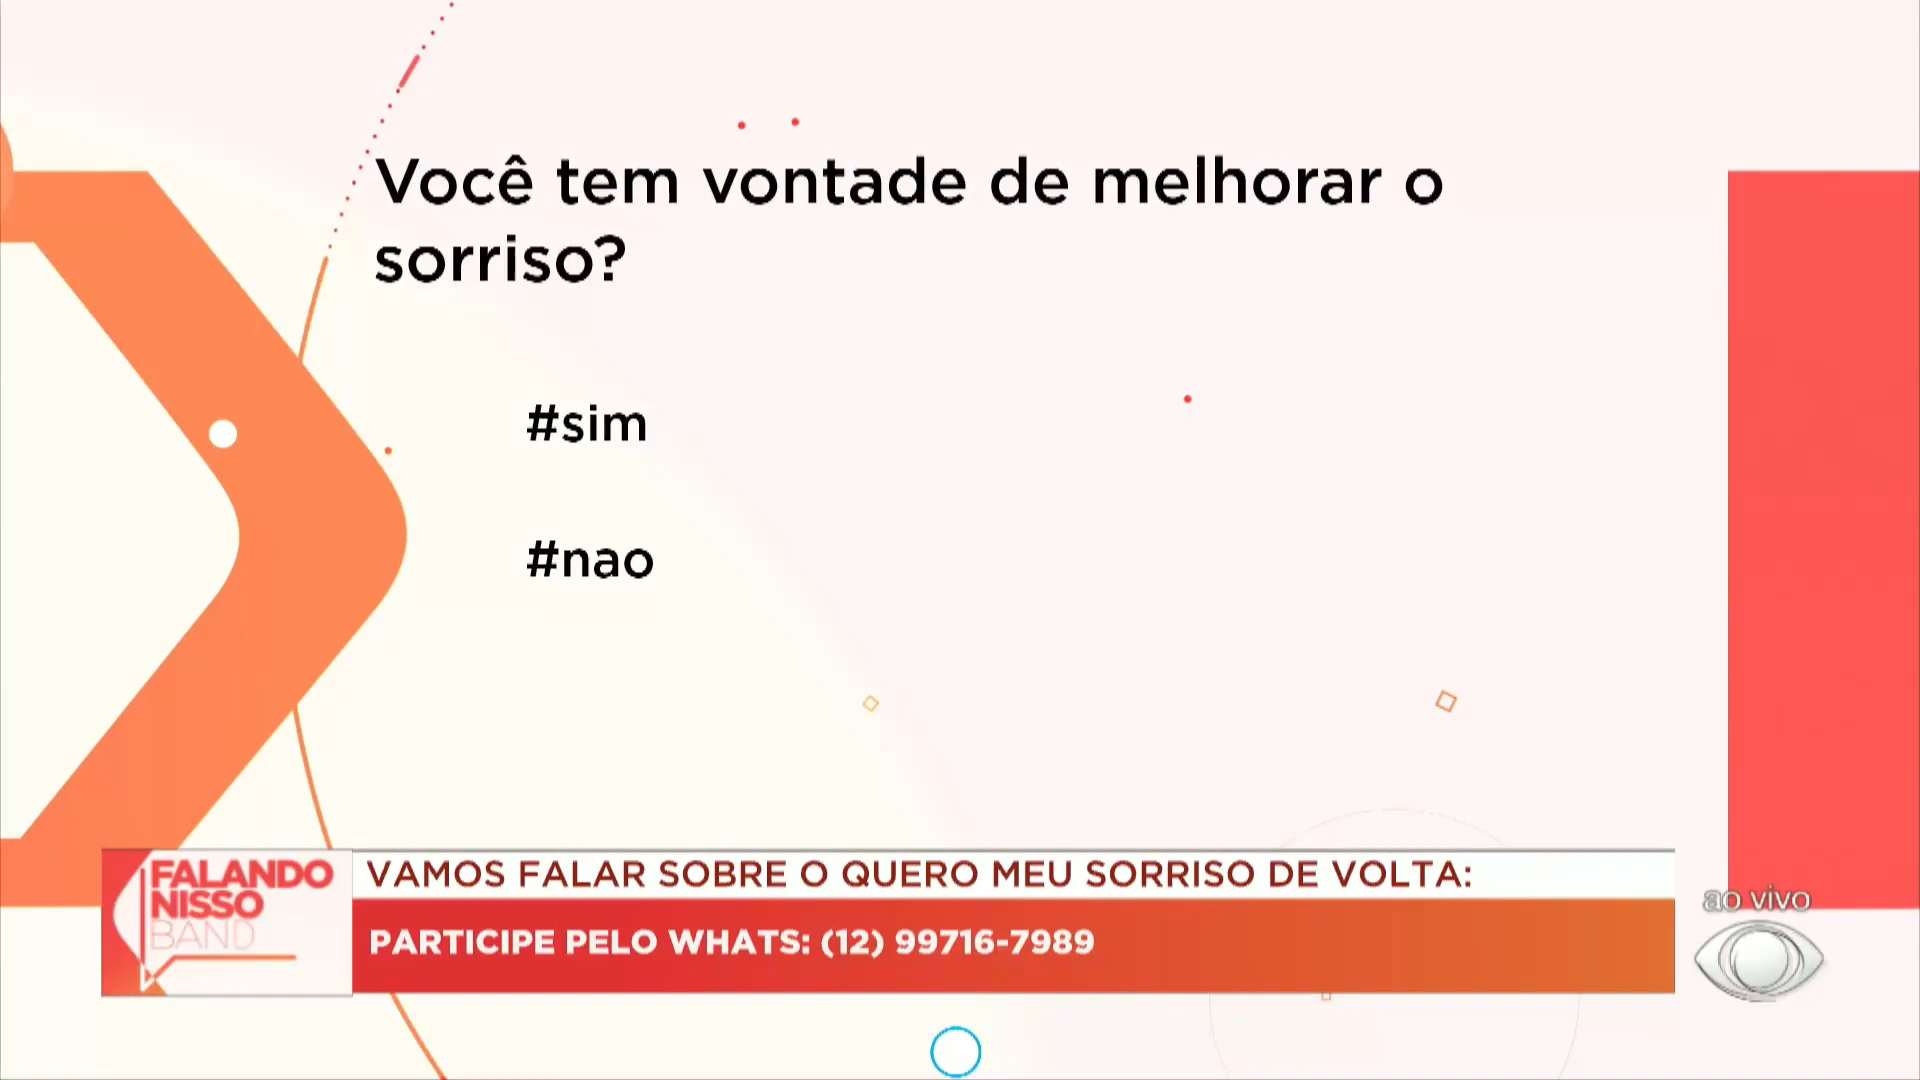 Você tem vontade de melhorar o
sorriso?
#sim
#nao
FALANDO
NISSO
BAND
VAMOS FALAR SOBRE O QUERO MEU SORRISO DE VOLTA:
PARTICIPE PELO WHATS: (12) 99716-7989
ao vivo